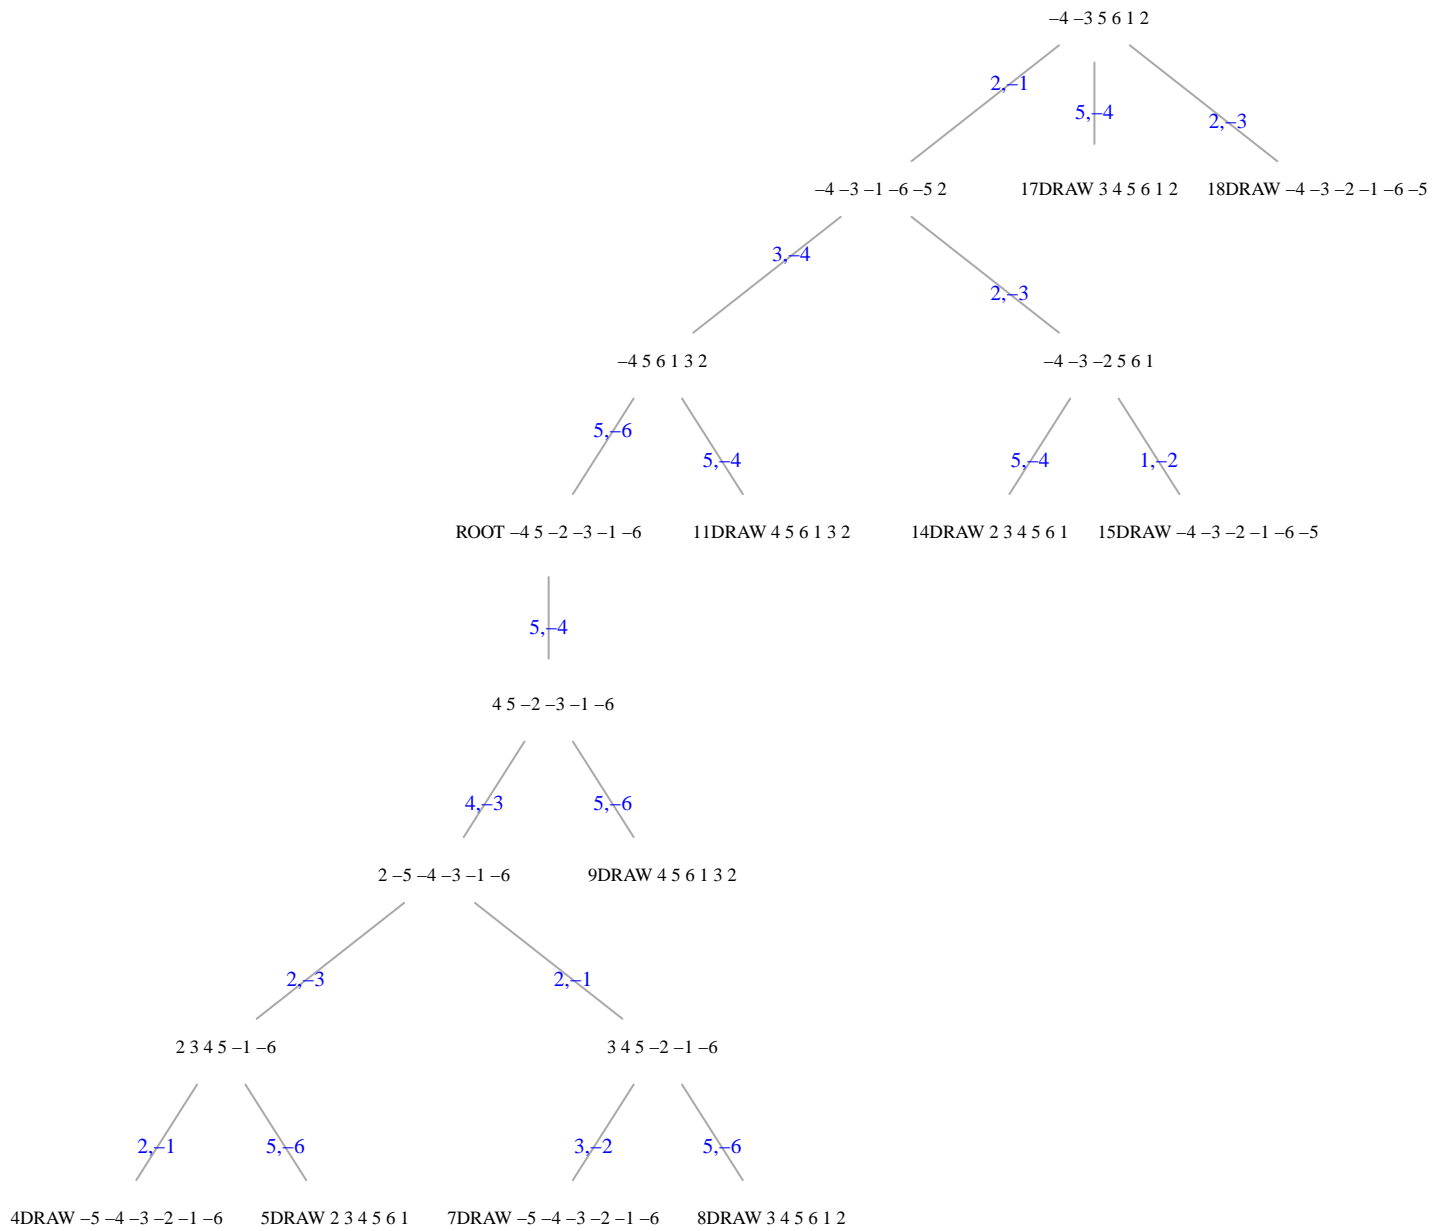 –4 –3 5 6 1 2
2,–1
5,–4
2,–3
–4 –3 –1 –6 –5 2
17DRAW 3 4 5 6 1 2
18DRAW –4 –3 –2 –1 –6 –5
3,–4
2,–3
–4 5 6 1 3 2
–4 –3 –2 5 6 1
5,–6
5,–4
5,–4
1,–2
ROOT –4 5 –2 –3 –1 –6
11DRAW 4 5 6 1 3 2
14DRAW 2 3 4 5 6 1
15DRAW –4 –3 –2 –1 –6 –5
5,–4
4 5 –2 –3 –1 –6
4,–3
5,–6
2 –5 –4 –3 –1 –6
9DRAW 4 5 6 1 3 2
2,–3
2,–1
2 3 4 5 –1 –6
3 4 5 –2 –1 –6
2,–1
5,–6
3,–2
5,–6
4DRAW –5 –4 –3 –2 –1 –6
5DRAW 2 3 4 5 6 1
7DRAW –5 –4 –3 –2 –1 –6
8DRAW 3 4 5 6 1 2